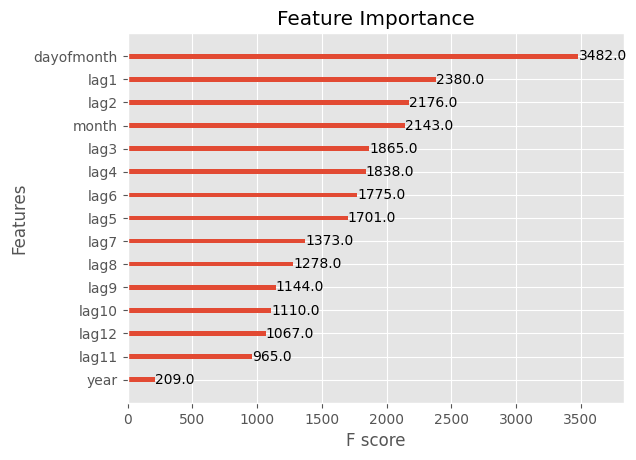 Feature Importance
dayofmonth 3482.0
lag1 2380.0
lag2 2176.0
month 2143.0
lag3 1865.0
lag4 1838.0
lag6 1775.0
lag5 1701.0
lag7 1373.0
lag8 1278.0
lag9 1144.0
lag10 1110.0
lag12 1067.0
lag11 965.0
year 209.0
Features
0 500 1000 1500 2000 2500 3000 3500
F score